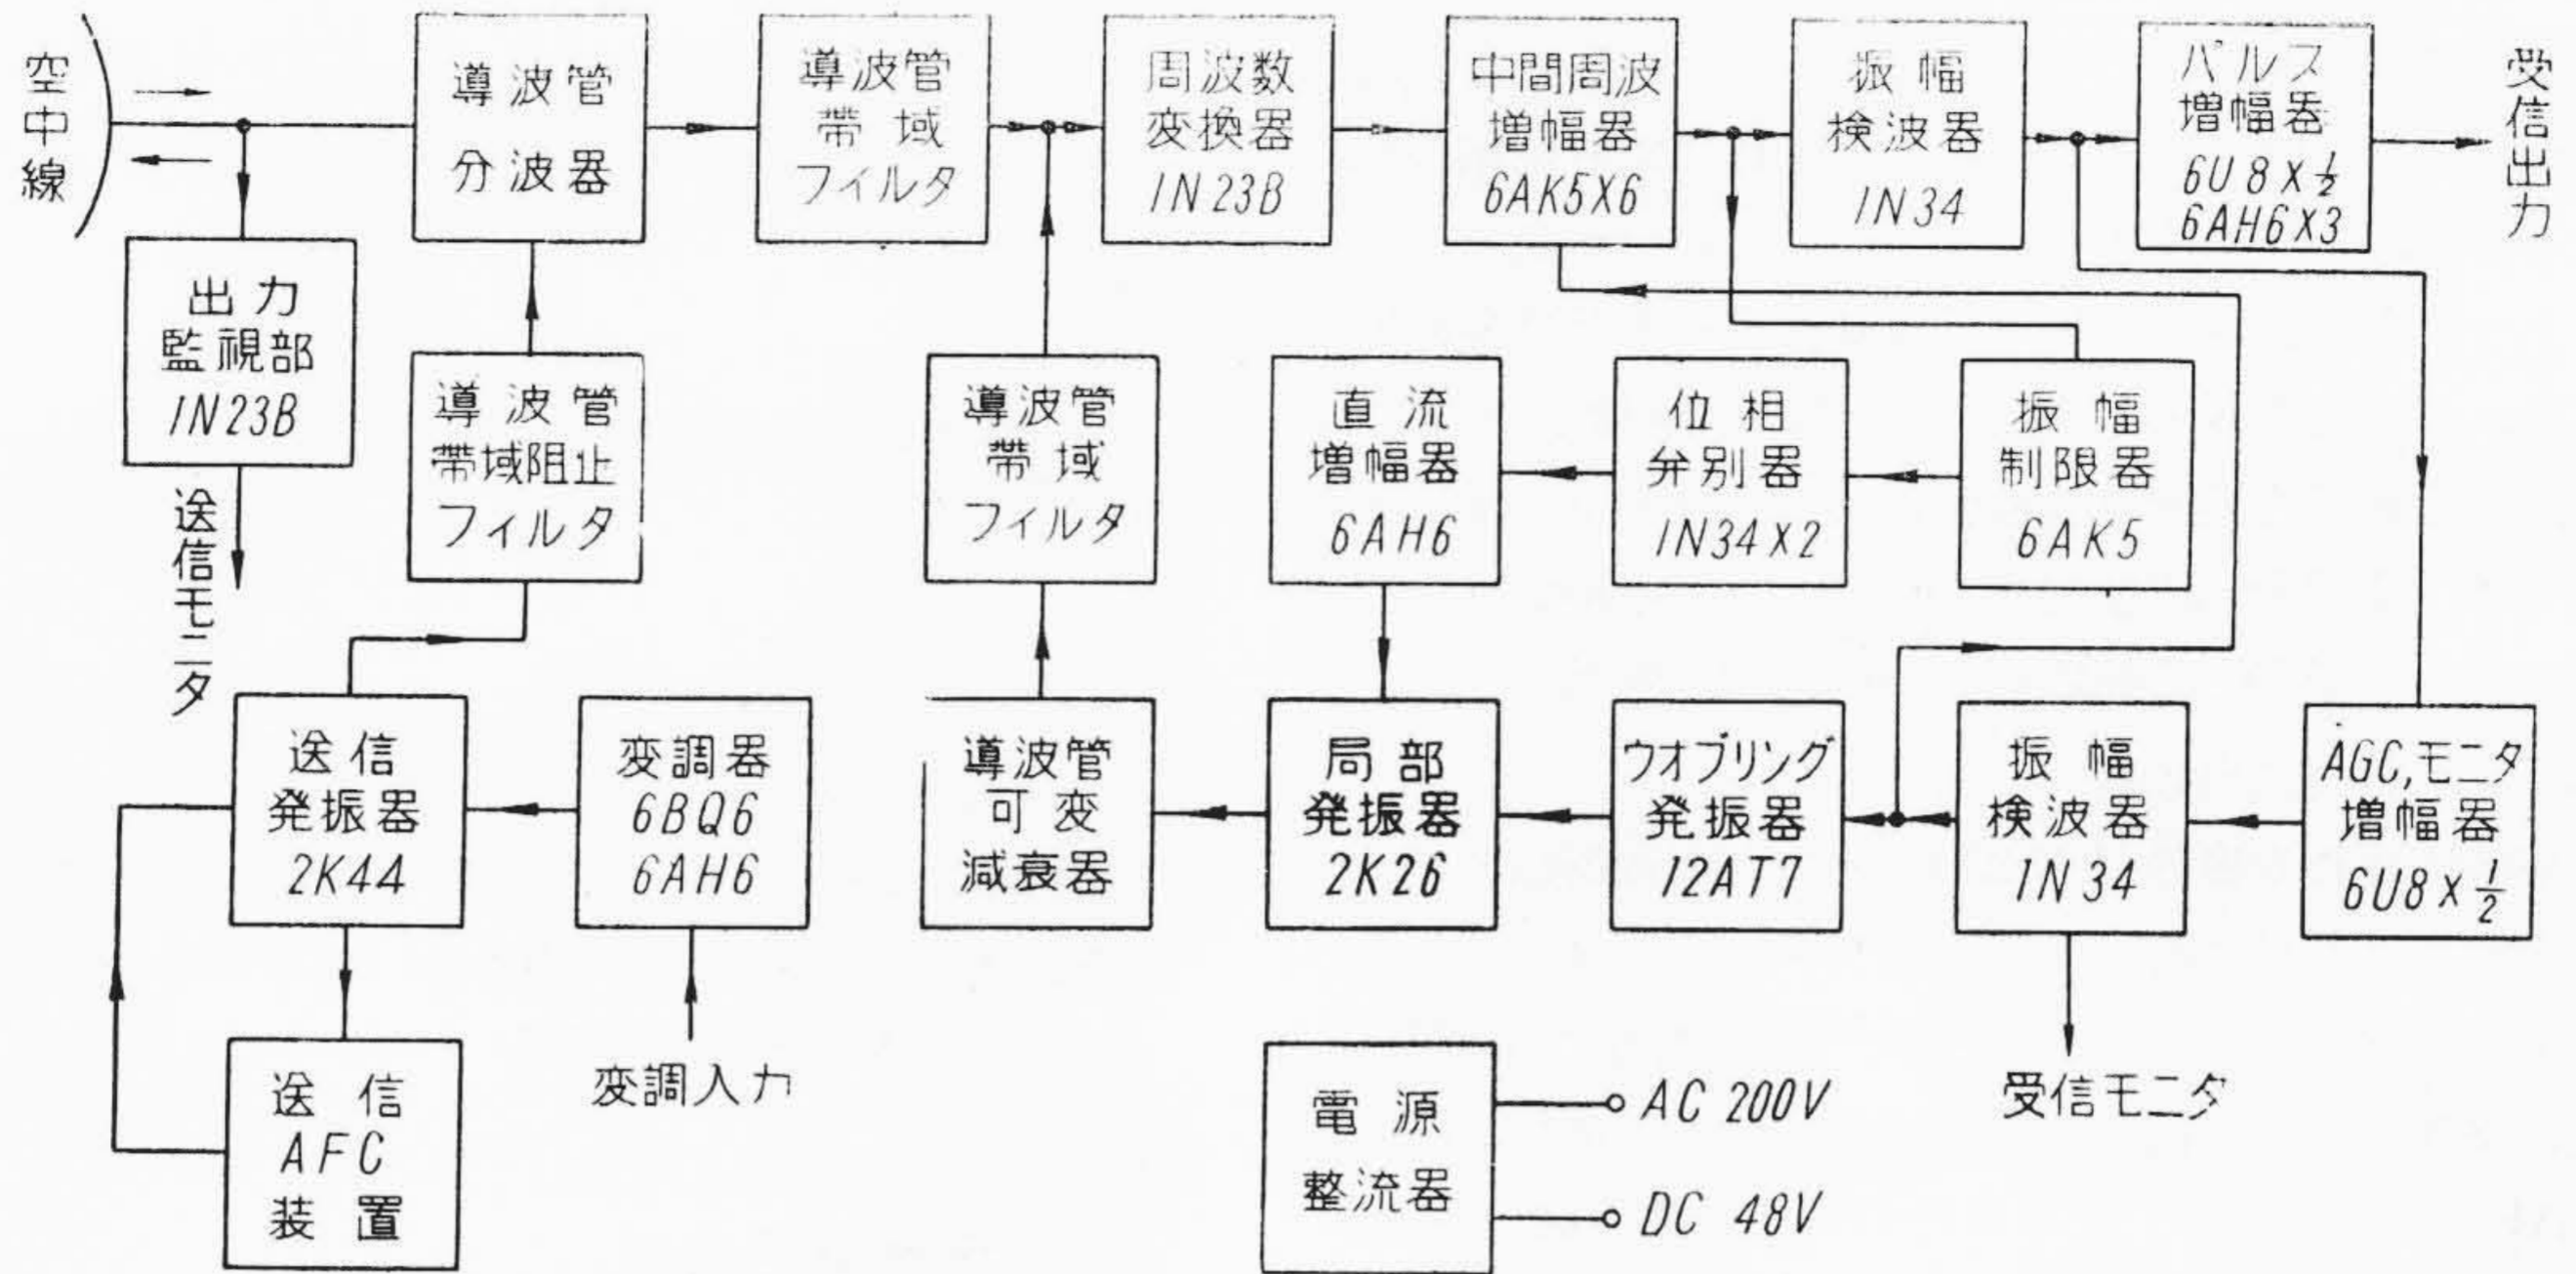 空中線
導波管
分波器
導波管
帯域
フィルタ
周波数
変換器
1N23B
中間周波
増幅器
6AK5X6
振幅
検波器
1N34
パルス
増幅器
6U8X½
6AH6X3
受信出力
出力
監視部
1N23B
送信モニタ
導波管
帯域阻止
フィルタ
導波管
帯域
フィルタ
直流
増幅器
6AH6
位相
弁別器
1N34X2
振幅
制限器
6AK5
送信
発振器
2K44
変調器
6BQ6
6AH6
導波管
可変
減衰器
局部
発振器
2K26
ウオブリング
発振器
12AT7
振幅
検波器
1N34
AGC,モニタ
増幅器
6U8X½
送信
AFC
装置
変調入力
電源
整流器
AC 200V
DC 48V
受信モニタ